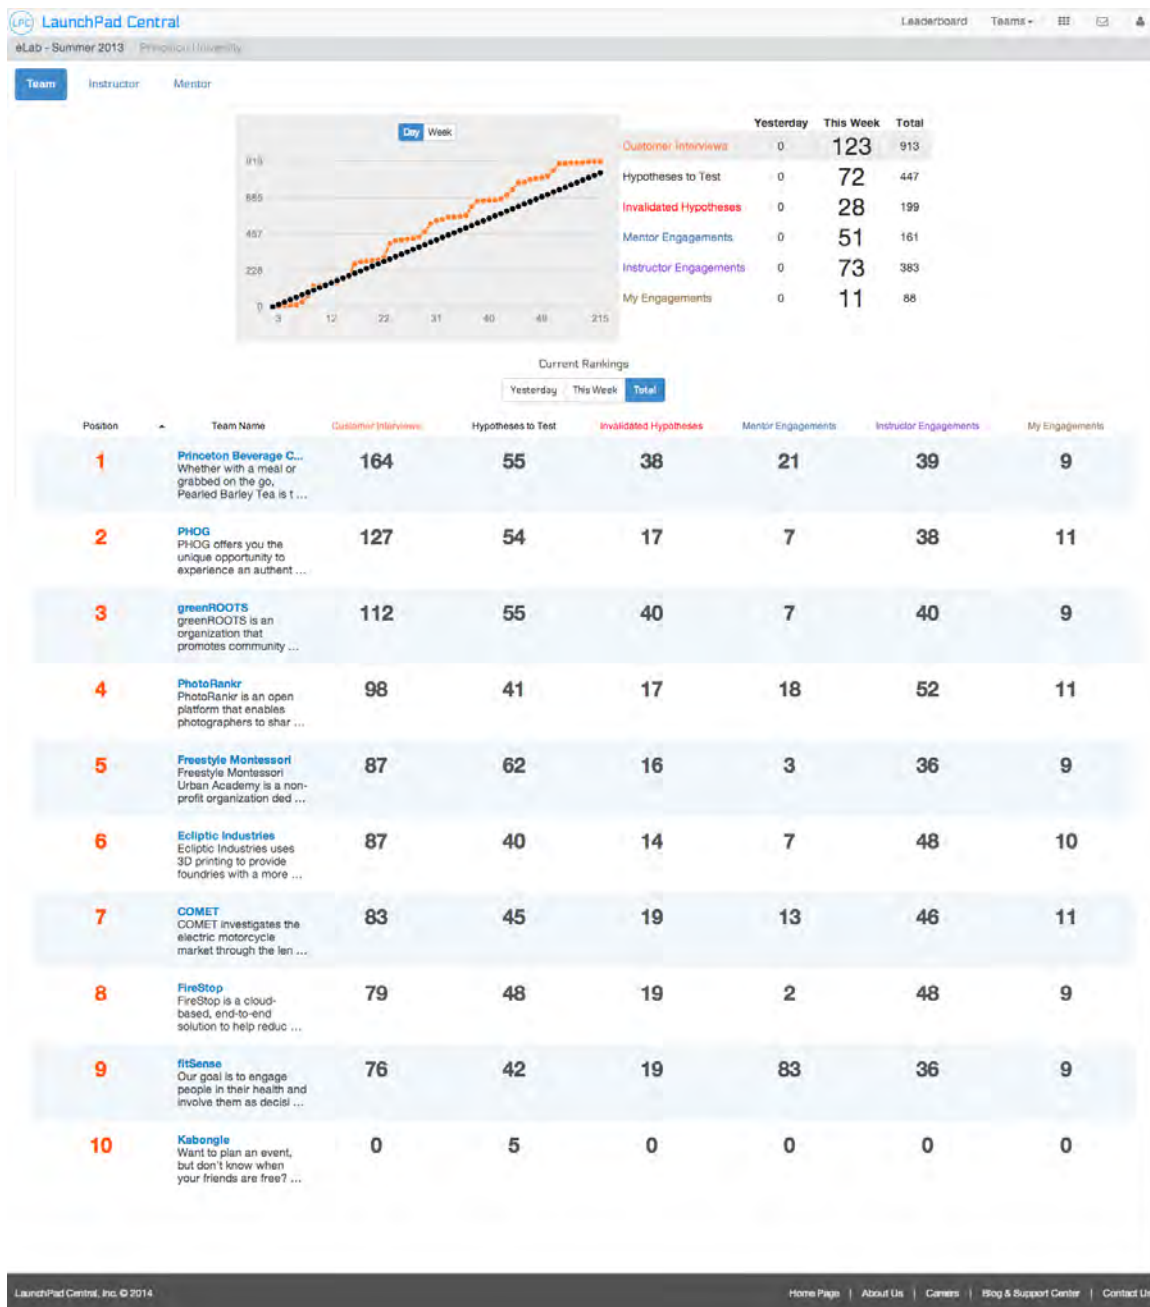 LPC LaunchPad Central
Leaderboard Teams
eLab - Summer 2013 Princeton University
Team Instructor Mentor
Day Week
913
685
457
228
0
3 12 22 31 40 49 215
Yesterday This Week Total
Customer Interviews 0 123 913
Hypotheses to Test 0 72 447
Invalidated Hypotheses 0 28 199
Mentor Engagements 0 51 161
Instructor Engagements 0 73 383
My Engagements 0 11 88
Current Rankings
Yesterday This Week Total
Position Team Name Customer Interviews Hypotheses to Test Invalidated Hypotheses Mentor Engagements Instructor Engagements My Engagements
1 Princeton Beverage C... 164 55 38 21 39 9
Whether with a meal or
grabbed on the go,
Pearled Barley Tea is t ...
2 PHOG 127 54 17 7 38 11
PHOG offers you the
unique opportunity to
experience an authent ...
3 greenROOTS 112 55 40 7 40 9
greenROOTS is an
organization that
promotes community ...
4 PhotoRankr 98 41 17 18 52 11
PhotoRankr is an open
platform that enables
photographers to shar ...
5 Freestyle Montessori 87 62 16 3 36 9
Freestyle Montessori
Urban Academy is a non-
profit organization ded ...
6 Ecliptic Industries 87 40 14 7 48 10
Ecliptic Industries uses
3D printing to provide
foundries with a more ...
7 COMET 83 45 19 13 46 11
COMET investigates the
electric motorcycle
market through the len ...
8 FireStop 79 48 19 2 48 9
FireStop is a cloud-
based, end-to-end
solution to help reduc ...
9 fitSense 76 42 19 83 36 9
Our goal is to engage
people in their health and
involve them as decisi ...
10 Kabongle 0 5 0 0 0 0
Want to plan an event,
but don't know when
your friends are free? ...
LaunchPad Central, Inc. © 2014
Home Page | About Us | Careers | Blog & Support Center | Contact Us